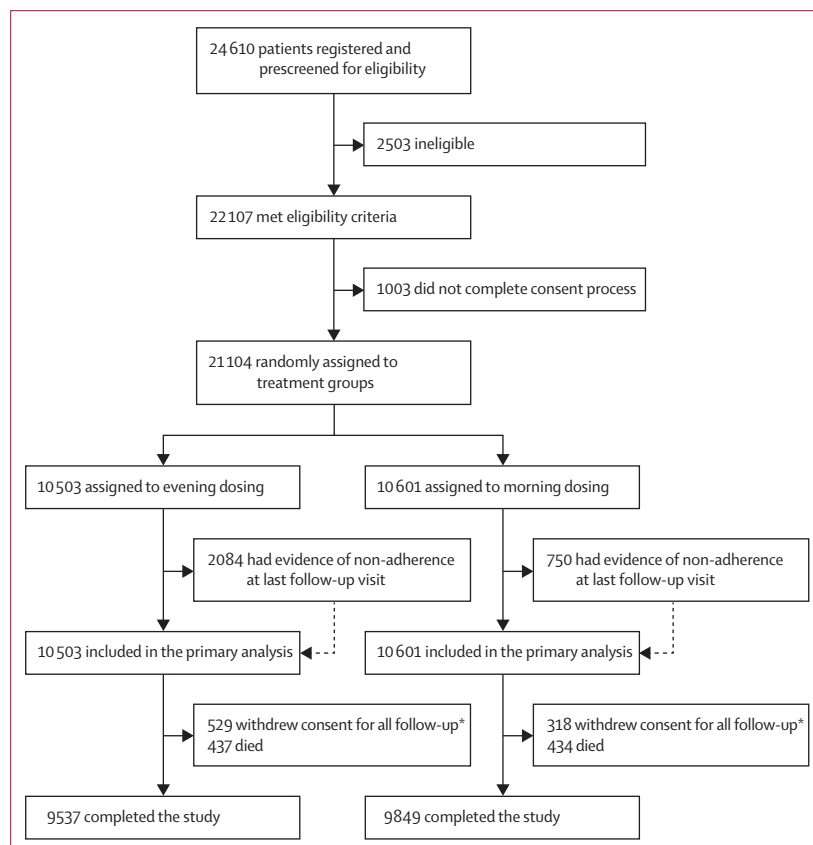 24 610 patients registered and
prescreened for eligibility
2503 ineligible
22 107 met eligibility criteria
1003 did not complete consent process
21 104 randomly assigned to
treatment groups
10 503 assigned to evening dosing
10 601 assigned to morning dosing
2084 had evidence of non-adherence
at last follow-up visit
750 had evidence of non-adherence
at last follow-up visit
10 503 included in the primary analysis
10 601 included in the primary analysis
529 withdrew consent for all follow-up*
437 died
318 withdrew consent for all follow-up*
434 died
9537 completed the study
9849 completed the study